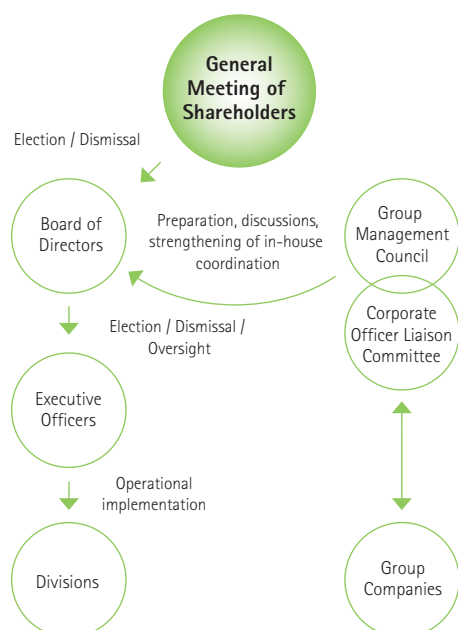 General
Meeting of
Shareholders
Election / Dismissal
Board of
Directors
Preparation, discussions,
strengthening of in-house
coordination
Group
Management
Council
Corporate
Officer Liaison
Committee
Election / Dismissal /
Oversight
Executive
Officers
Operational
implementation
Divisions
Group
Companies